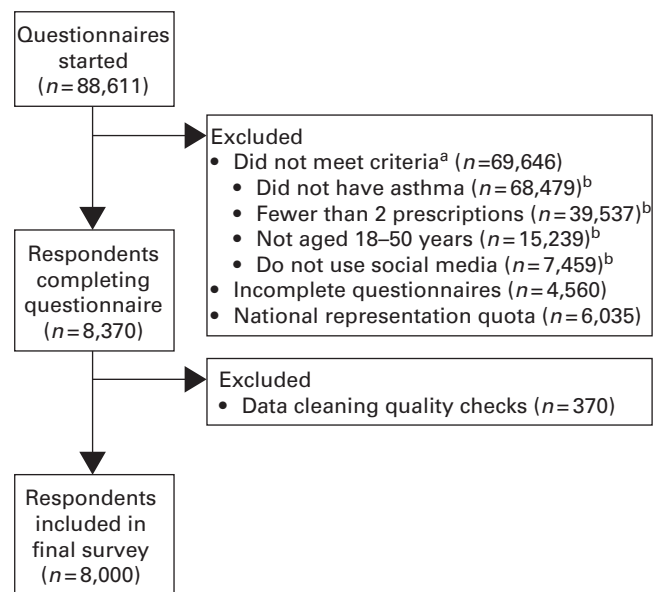 Questionnaires
started
(n=88,611)
Excluded
• Did not meet criteriaᵃ (n=69,646)
• Did not have asthma (n=68,479)ᵇ
• Fewer than 2 prescriptions (n=39,537)ᵇ
• Not aged 18–50 years (n=15,239)ᵇ
• Do not use social media (n=7,459)ᵇ
• Incomplete questionnaires (n=4,560)
• National representation quota (n=6,035)
Respondents
completing
questionnaire
(n=8,370)
Excluded
• Data cleaning quality checks (n=370)
Respondents
included in
final survey
(n=8,000)